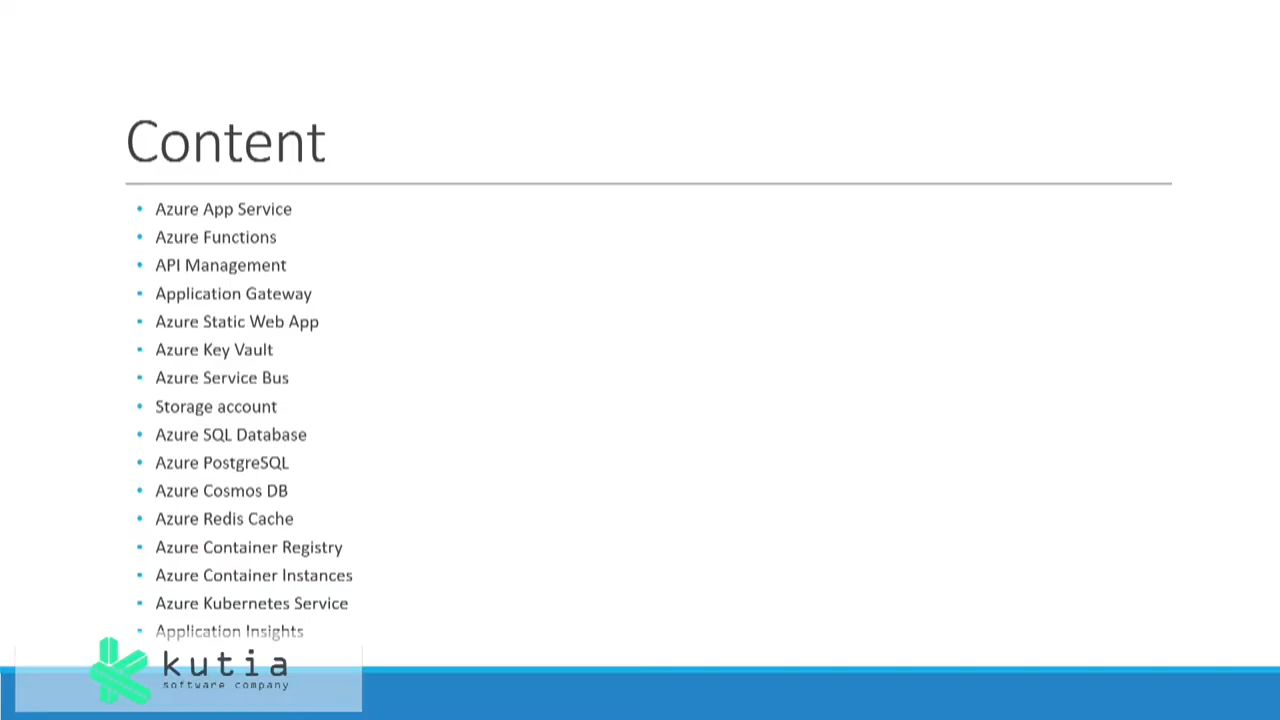 Content
• Azure App Service
• Azure Functions
• API Management
• Application Gateway
• Azure Static Web App
• Azure Key Vault
• Azure Service Bus
• Storage account
• Azure SQL Database
• Azure PostgreSQL
• Azure Cosmos DB
• Azure Redis Cache
• Azure Container Registry
• Azure Container Instances
• Azure Kubernetes Service
• Application Insights
kutia
software company